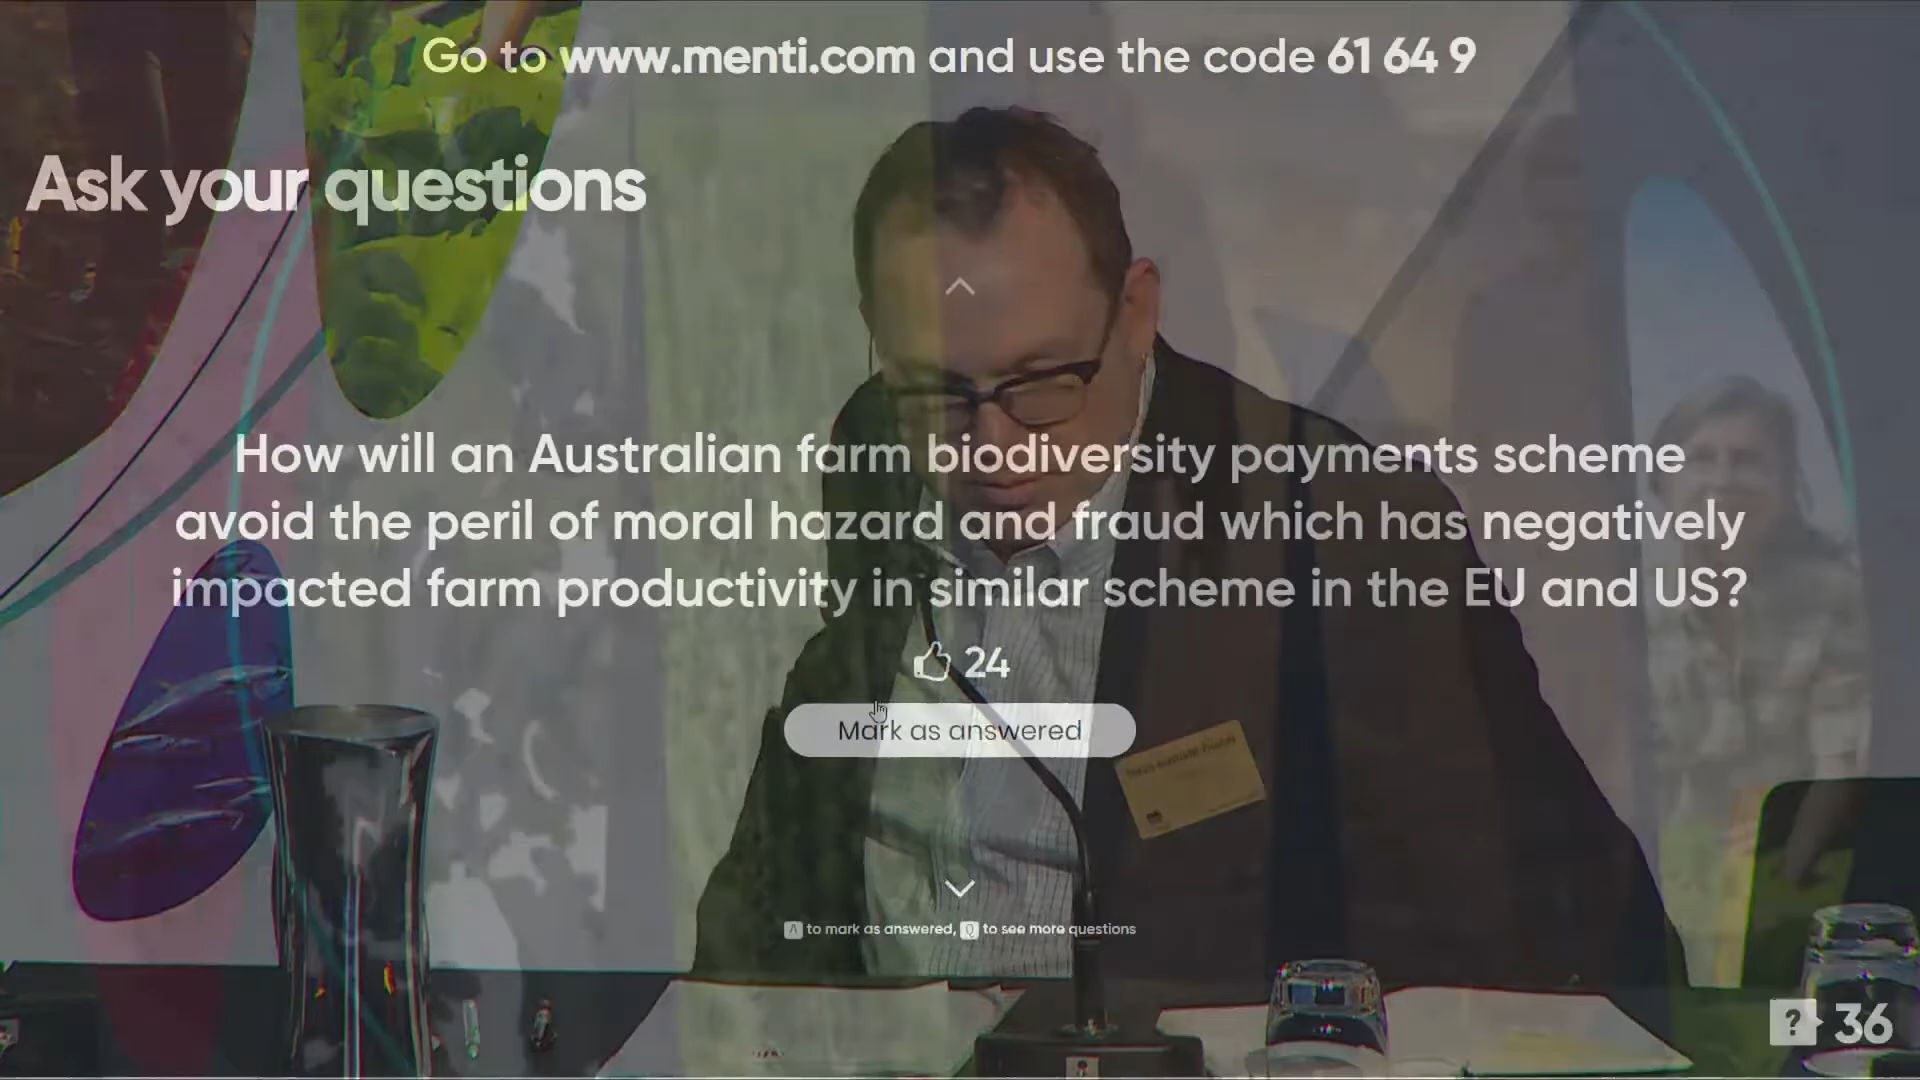 Go to www.menti.com and use the code 61 64 9
Ask your questions
How will an Australian farm biodiversity payments scheme
avoid the peril of moral hazard and fraud which has negatively
impacted farm productivity in similar scheme in the EU and US?
24
Mark as answered
A to mark as answered, Q to see more questions
? 36